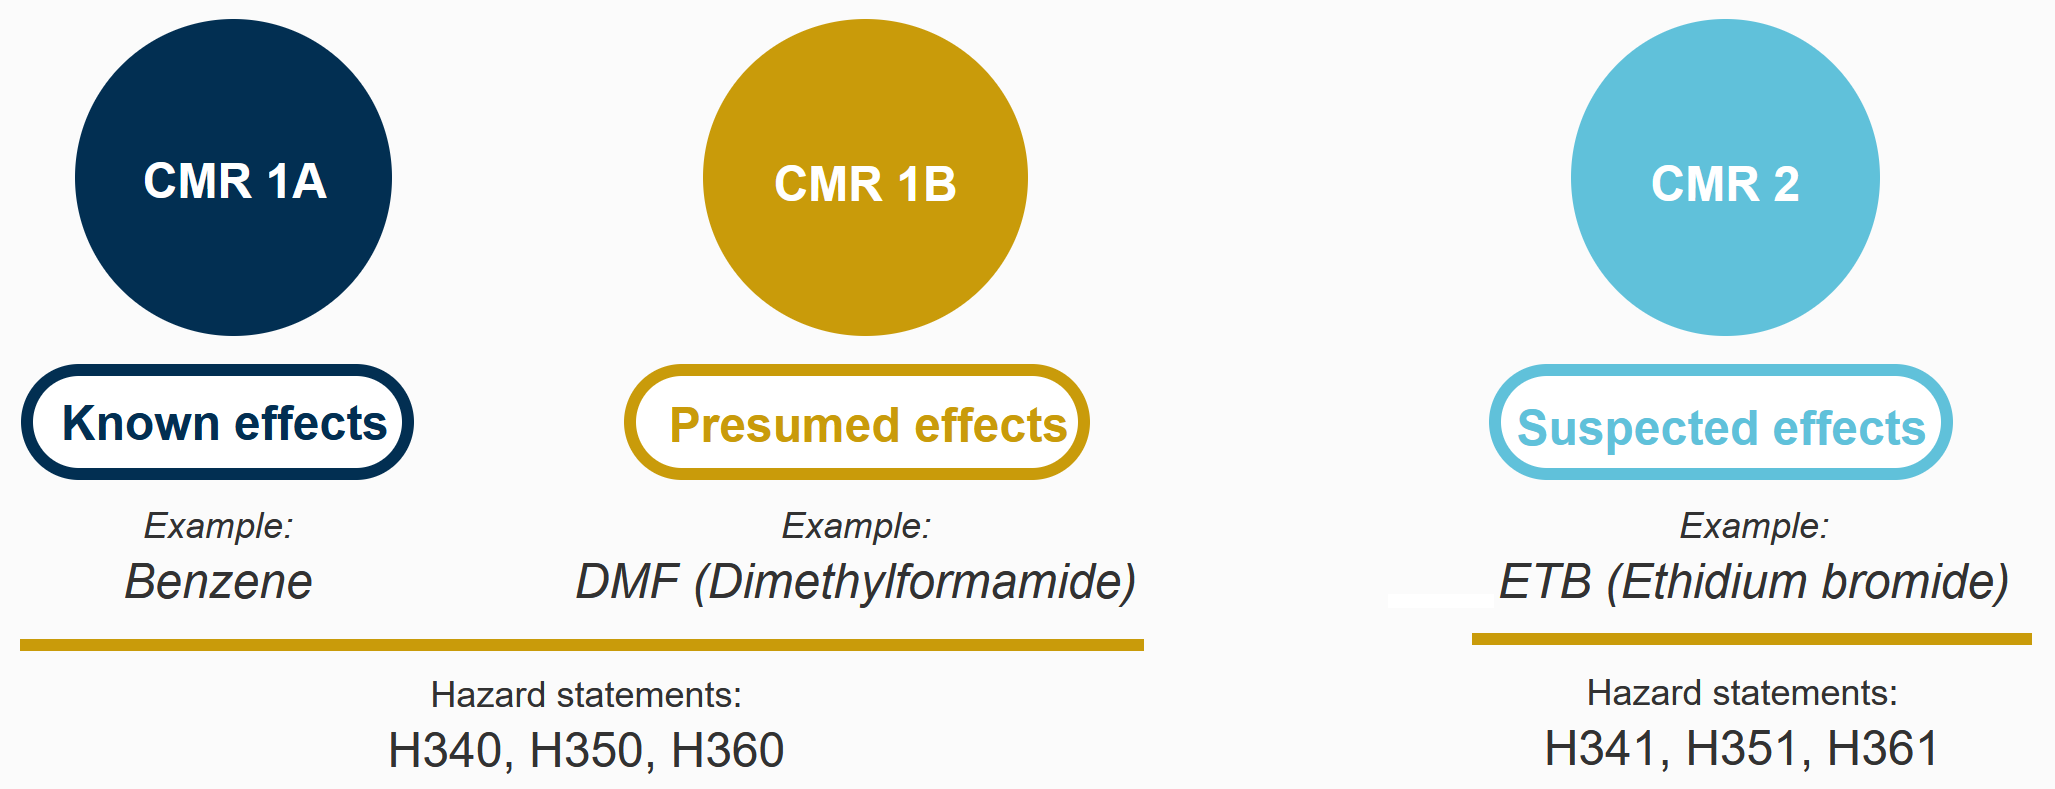 CMR 1A
Known effects
Example:
Benzene
CMR 1B
Presumed effects
Example:
DMF (Dimethylformamide)
Hazard statements:
H340, H350, H360
CMR 2
Suspected effects
Example:
ETB (Ethidium bromide)
Hazard statements:
H341, H351, H361